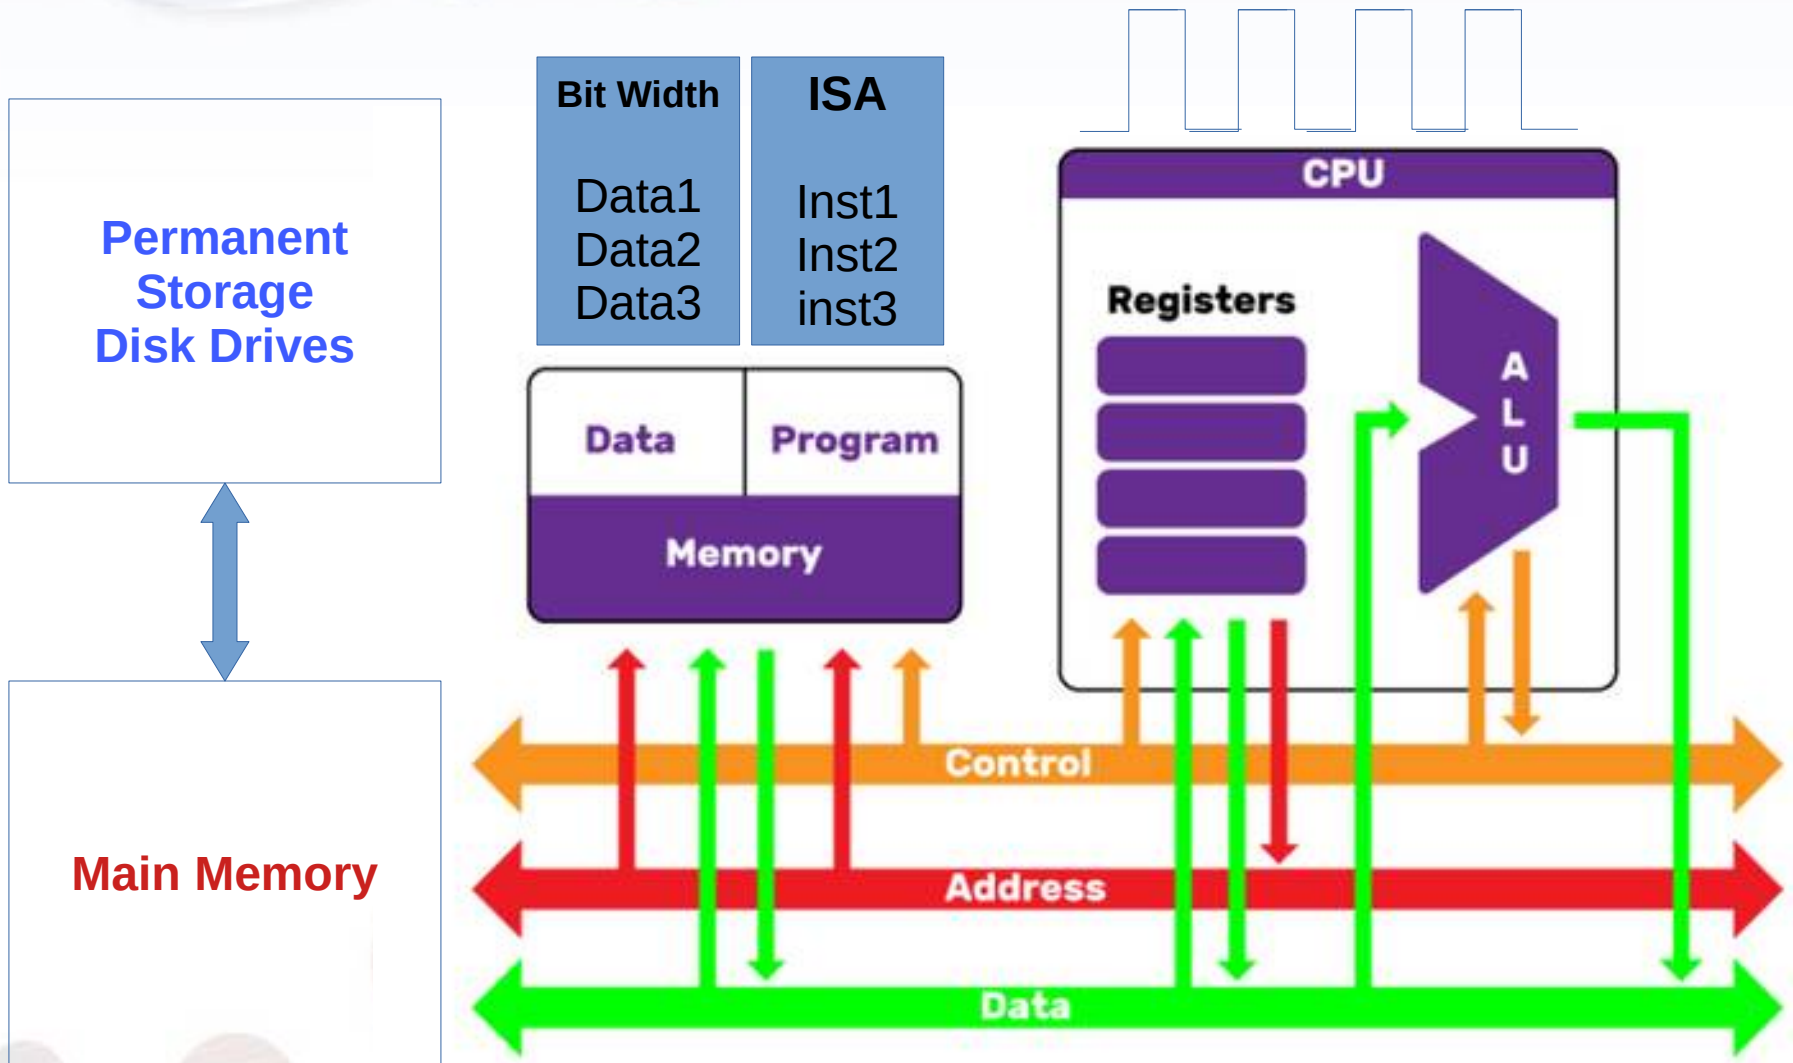 Permanent
Storage
Disk Drives
Main Memory
Bit Width
Data1
Data2
Data3
ISA
Inst1
Inst2
inst3
Data
Program
Memory
CPU
Registers
A
L
U
Control
Address
Data